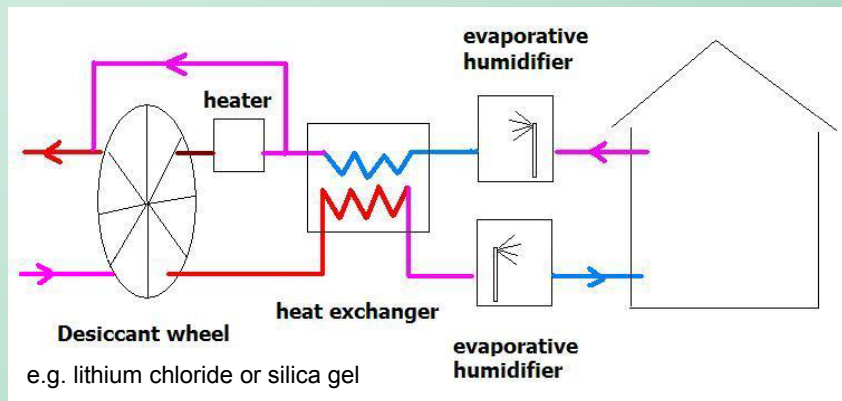 evaporative
humidifier
heater
heat exchanger
Desiccant wheel
evaporative
humidifier
e.g. lithium chloride or silica gel